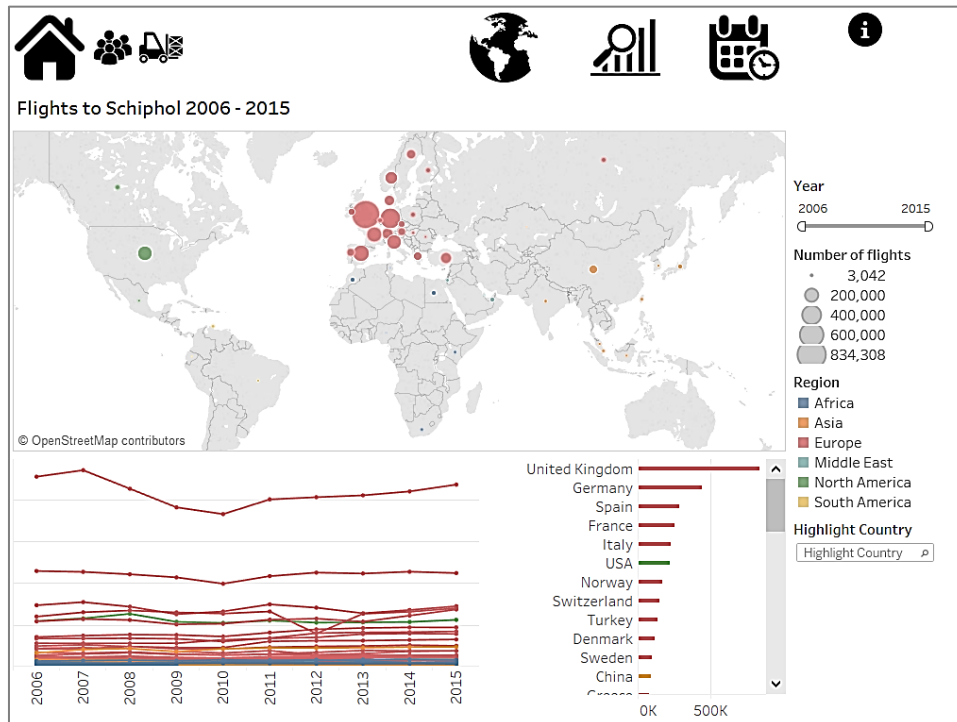 Flights to Schiphol 2006 - 2015
© OpenStreetMap contributors
Year
2006 2015
Number of flights
3,042
200,000
400,000
600,000
834,308
Region
Africa
Asia
Europe
Middle East
North America
South America
Highlight Country
Highlight Country
2006 2007 2008 2009 2010 2011 2012 2013 2014 2015
United Kingdom
Germany
Spain
France
Italy
USA
Norway
Switzerland
Turkey
Denmark
Sweden
China
Greece
0K 500K